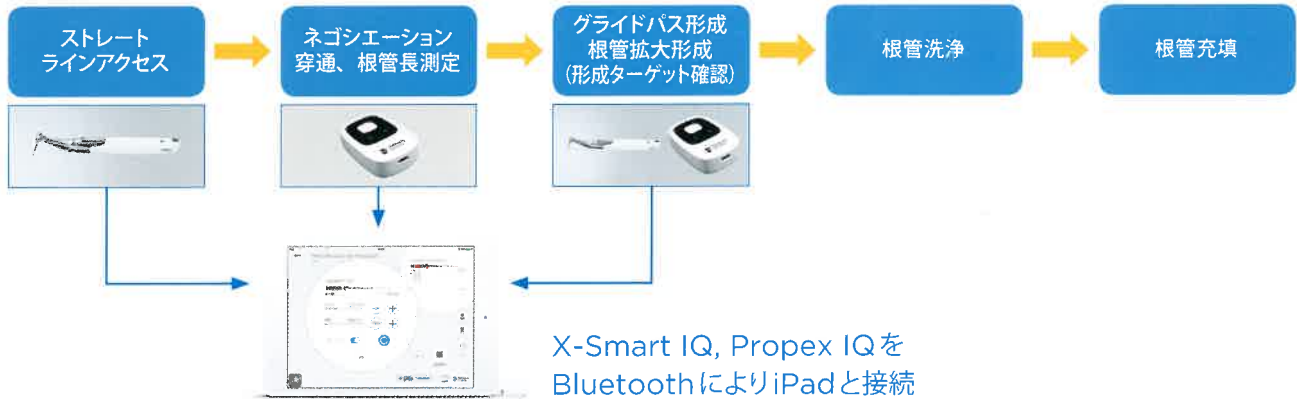 ストレート
ラインアクセス
ネゴシエーション
穿通、根管長測定
グライドパス形成
根管拡大形成
(形成ターゲット確認)
根管洗浄
根管充填
X-Smart IQ, Propex IQを
BluetoothによりiPadと接続